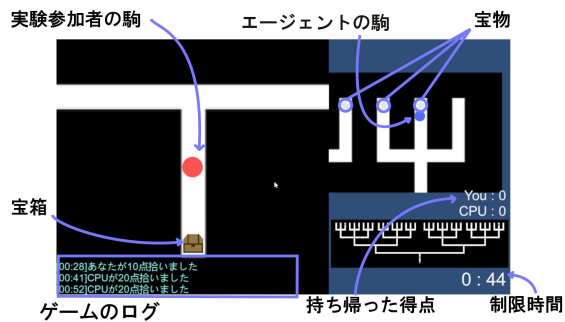 実験参加者の駒
エージェントの駒
宝物
You : 0
CPU : 0
宝箱
[00:28]あなたが10点拾いました
[00:41]CPUが20点拾いました
[00:52]CPUが20点拾いました
0 : 44
ゲームのログ
持ち帰った得点
制限時間